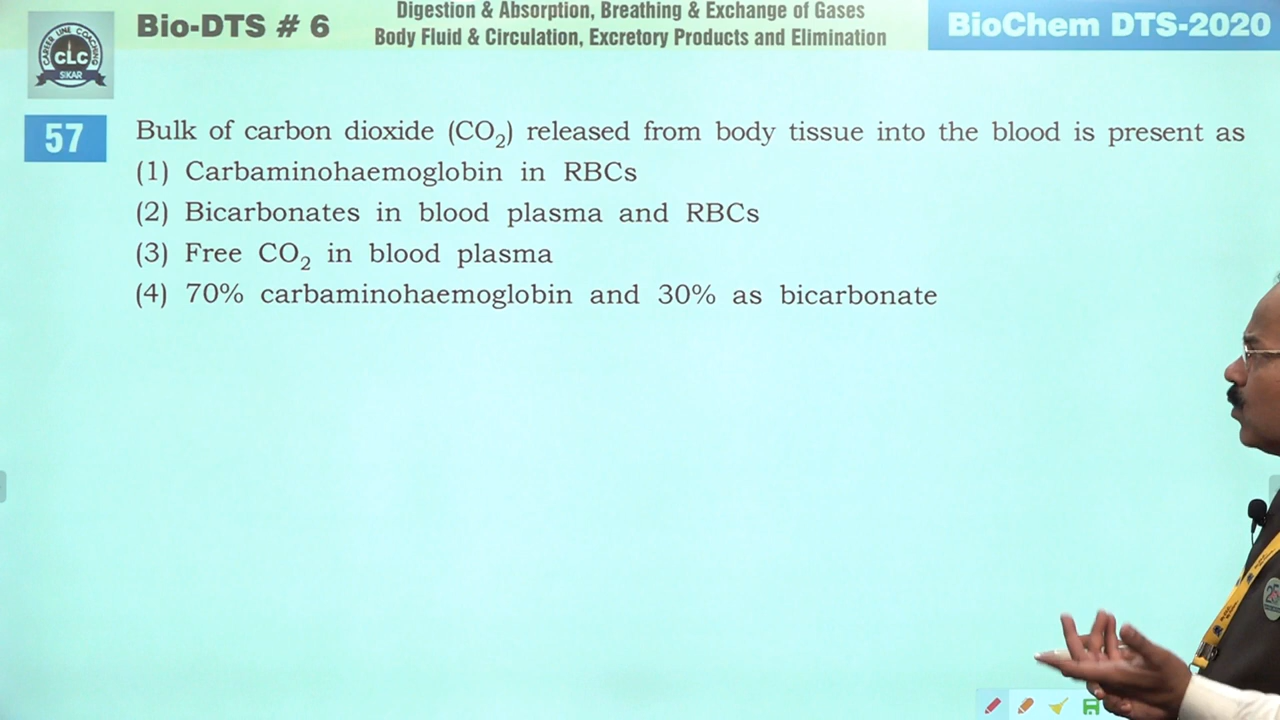 Bio-DTS # 6
Digestion & Absorption, Breathing & Exchange of Gases
Body Fluid & Circulation, Excretory Products and Elimination
BioChem DTS-2020
CAREER LINE COACHING
CLC
SIKAR
57
Bulk of carbon dioxide (CO₂) released from body tissue into the blood is present as
(1) Carbaminohaemoglobin in RBCs
(2) Bicarbonates in blood plasma and RBCs
(3) Free CO₂ in blood plasma
(4) 70% carbaminohaemoglobin and 30% as bicarbonate